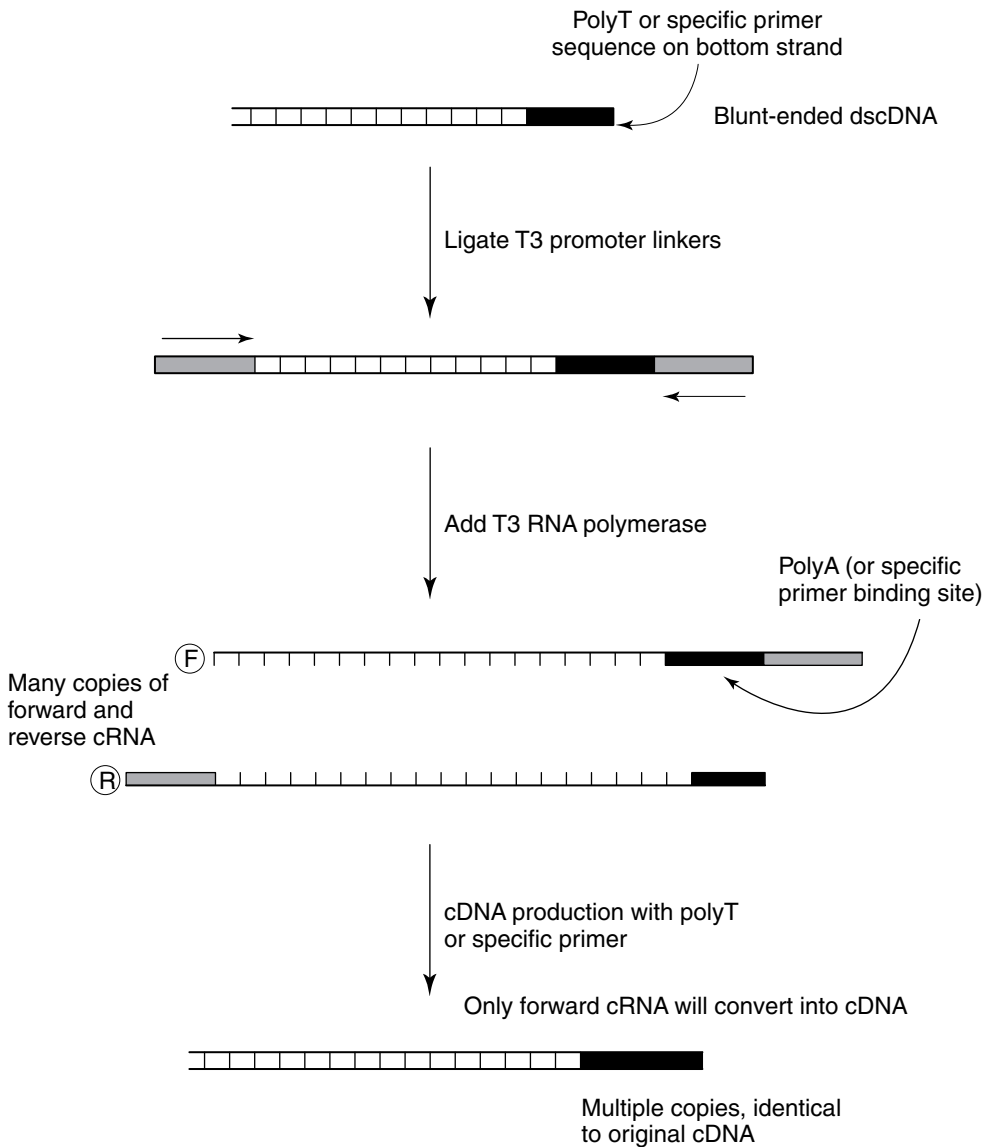 PolyT or specific primer
sequence on bottom strand
Blunt-ended dscDNA
Ligate T3 promoter linkers
Add T3 RNA polymerase
PolyA (or specific
primer binding site)
F
Many copies of
forward and
reverse cRNA
R
cDNA production with polyT
or specific primer
Only forward cRNA will convert into cDNA
Multiple copies, identical
to original cDNA